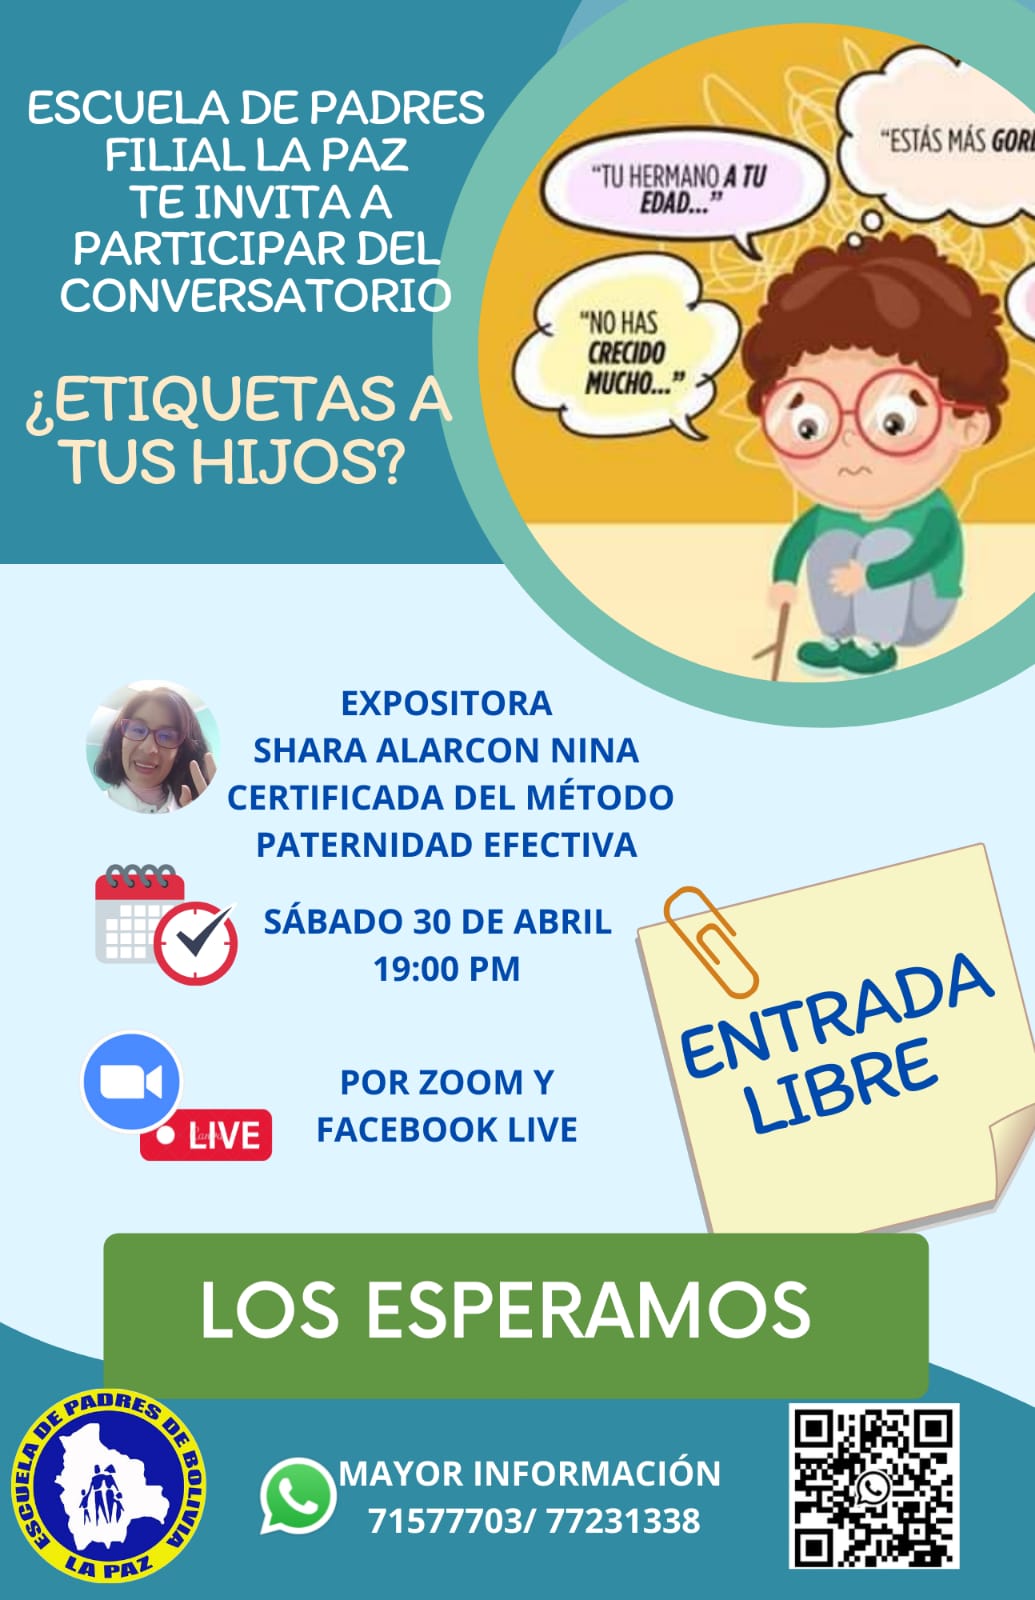 ESCUELA DE PADRES
FILIAL LA PAZ
TE INVITA A
PARTICIPAR DEL
CONVERSATORIO
¿ETIQUETAS A
TUS HIJOS?
"ESTÁS MÁS
"TU HERMANO A TU
EDAD..."
"NO HAS
CRECIDO
MUCHO..."
EXPOSITORA
SHARA ALARCON NINA
CERTIFICADA DEL MÉTODO
PATERNIDAD EFECTIVA
SÁBADO 30 DE ABRIL
19:00 PM
ENTRADA
LIBRE
POR ZOOM Y
FACEBOOK LIVE
LIVE
LOS ESPERAMOS
ESCUELA DE PADRES DE BOLIVIA
LA PAZ
MAYOR INFORMACIÓN
71577703/ 77231338